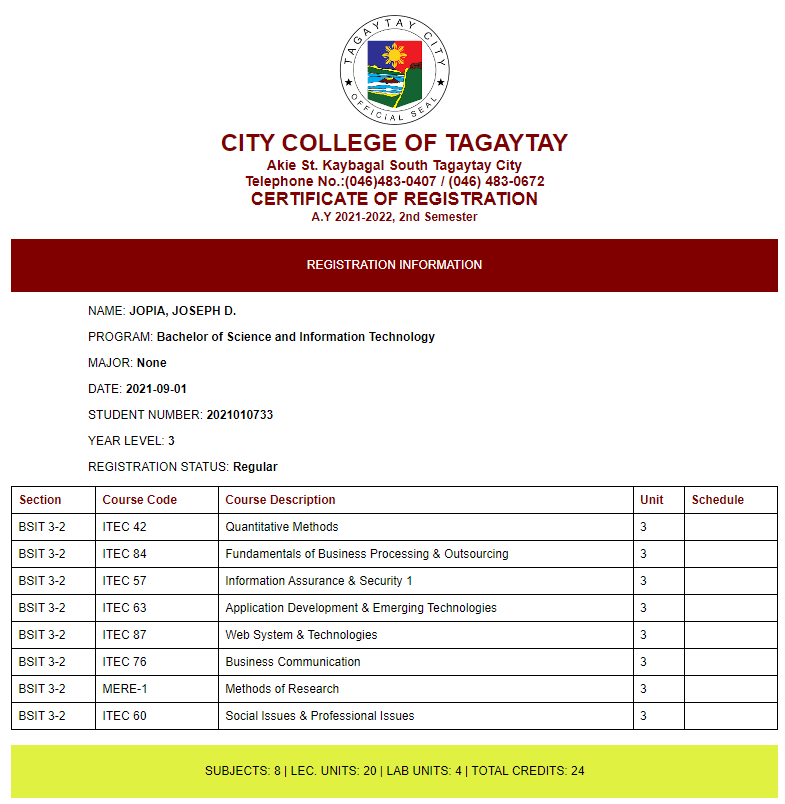 TAGAYTAY CITY
OFFICIAL SEAL
CITY COLLEGE OF TAGAYTAY
Akie St. Kaybagal South Tagaytay City
Telephone No.:(046)483-0407 / (046) 483-0672
CERTIFICATE OF REGISTRATION
A.Y 2021-2022, 2nd Semester
REGISTRATION INFORMATION
NAME: JOPIA, JOSEPH D.
PROGRAM: Bachelor of Science and Information Technology
MAJOR: None
DATE: 2021-09-01
STUDENT NUMBER: 2021010733
YEAR LEVEL: 3
REGISTRATION STATUS: Regular
Section Course Code Course Description Unit Schedule
BSIT 3-2 ITEC 42 Quantitative Methods 3
BSIT 3-2 ITEC 84 Fundamentals of Business Processing & Outsourcing 3
BSIT 3-2 ITEC 57 Information Assurance & Security 1 3
BSIT 3-2 ITEC 63 Application Development & Emerging Technologies 3
BSIT 3-2 ITEC 87 Web System & Technologies 3
BSIT 3-2 ITEC 76 Business Communication 3
BSIT 3-2 MERE-1 Methods of Research 3
BSIT 3-2 ITEC 60 Social Issues & Professional Issues 3
SUBJECTS: 8 | LEC. UNITS: 20 | LAB UNITS: 4 | TOTAL CREDITS: 24